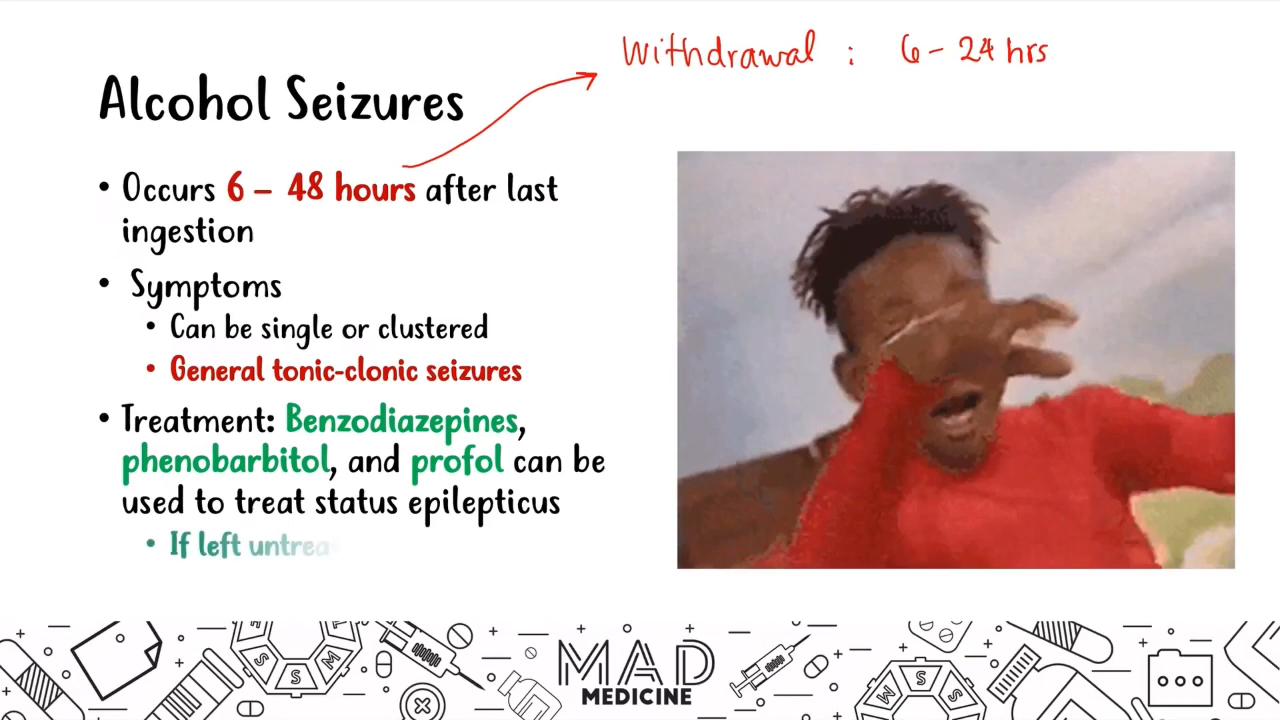 Withdrawal : 6 - 24 hrs
Alcohol Seizures
• Occurs 6 – 48 hours after last
ingestion
• Symptoms
• Can be single or clustered
• General tonic-clonic seizures
• Treatment: Benzodiazepines,
phenobarbitol, and profol can be
used to treat status epilepticus
• If left untrea
MAD
MEDICINE